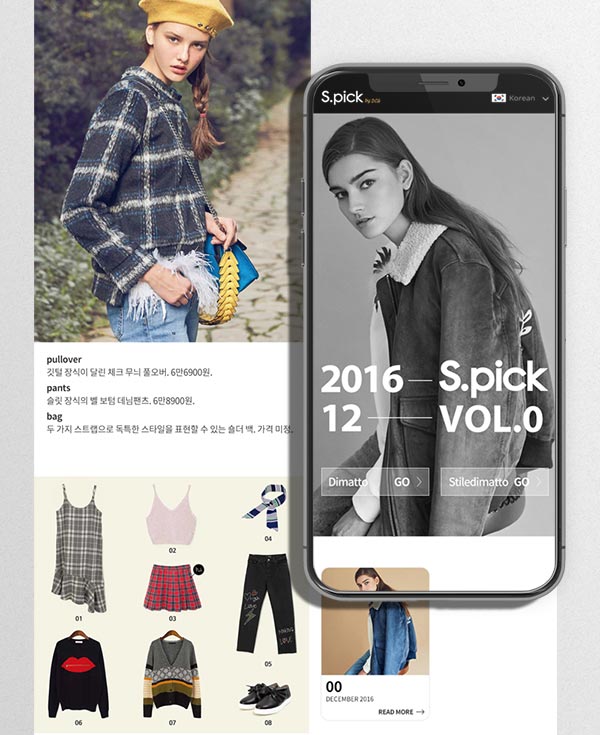 pullover
깃털 장식이 달린 체크 무늬 풀오버. 6만6900원.
pants
슬릿 장식의 벨 보텀 데님팬츠. 6만8900원.
bag
두 가지 스트랩으로 독특한 스타일을 표현할 수 있는 숄더 백, 가격 미정.
01
02
03
04
05
06
07
08
S.pick
Korean
2016 — S.pick
12 — VOL.0
Dimatto GO
Stiledimatto GO
00
DECEMBER 2016
READ MORE →